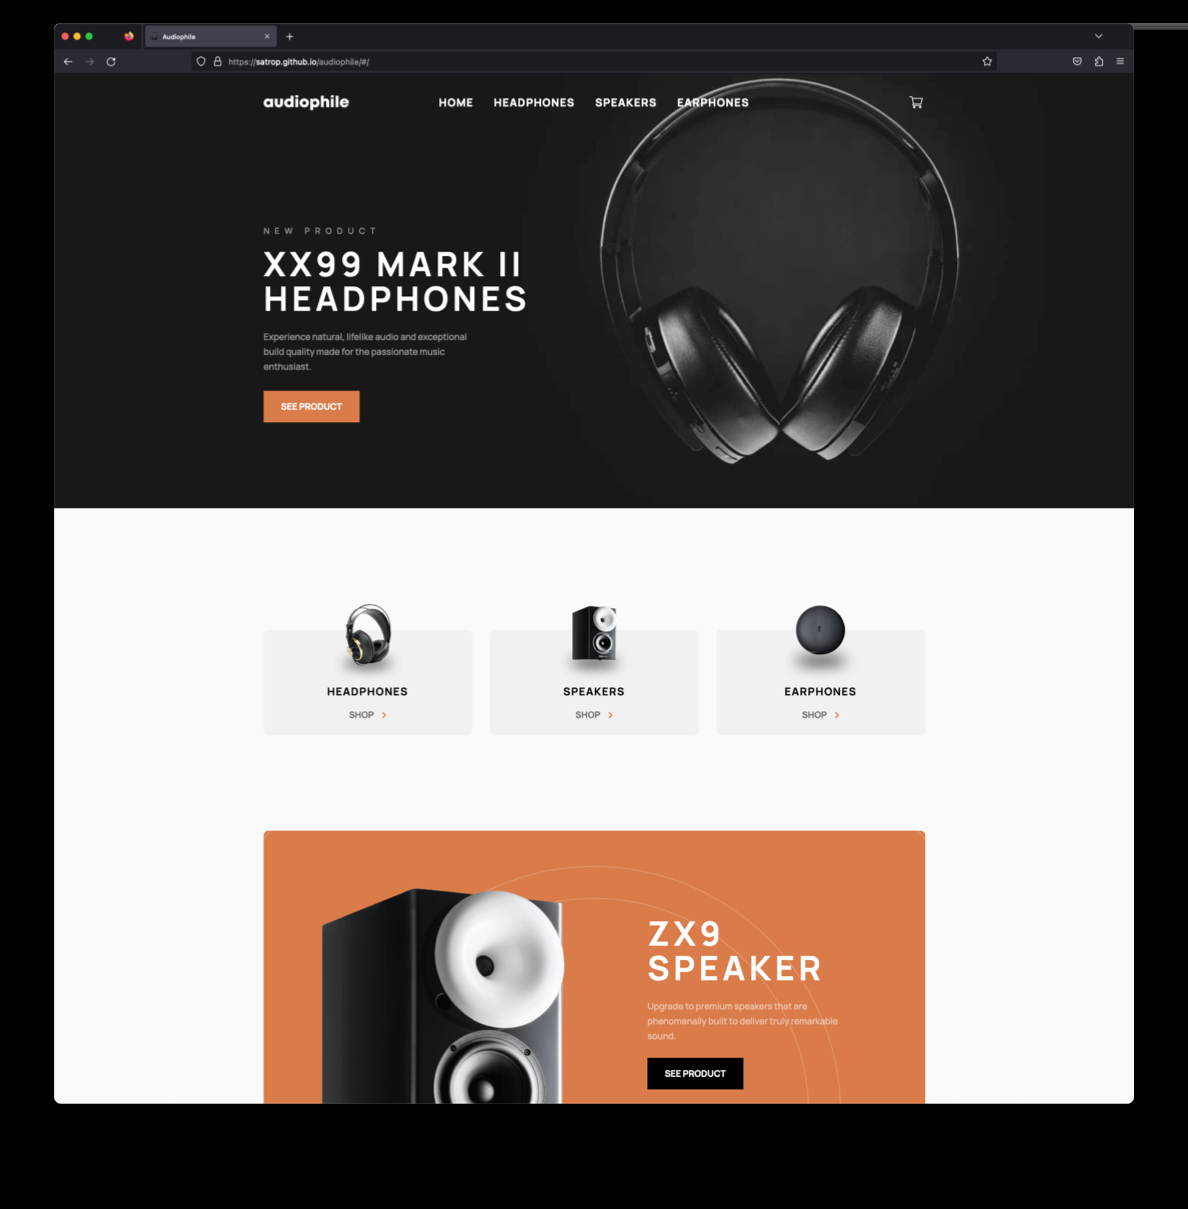 Audiophile
https://satrop.github.io/audiophile/#/
audiophile HOME HEADPHONES SPEAKERS EARPHONES
NEW PRODUCT
XX99 MARK II
HEADPHONES
Experience natural, lifelike audio and exceptional
build quality made for the passionate music
enthusiast.
SEE PRODUCT
HEADPHONES
SHOP
SPEAKERS
SHOP
EARPHONES
SHOP
ZX9
SPEAKER
Upgrade to premium speakers that are
phenomenally built to deliver truly remarkable
sound.
SEE PRODUCT